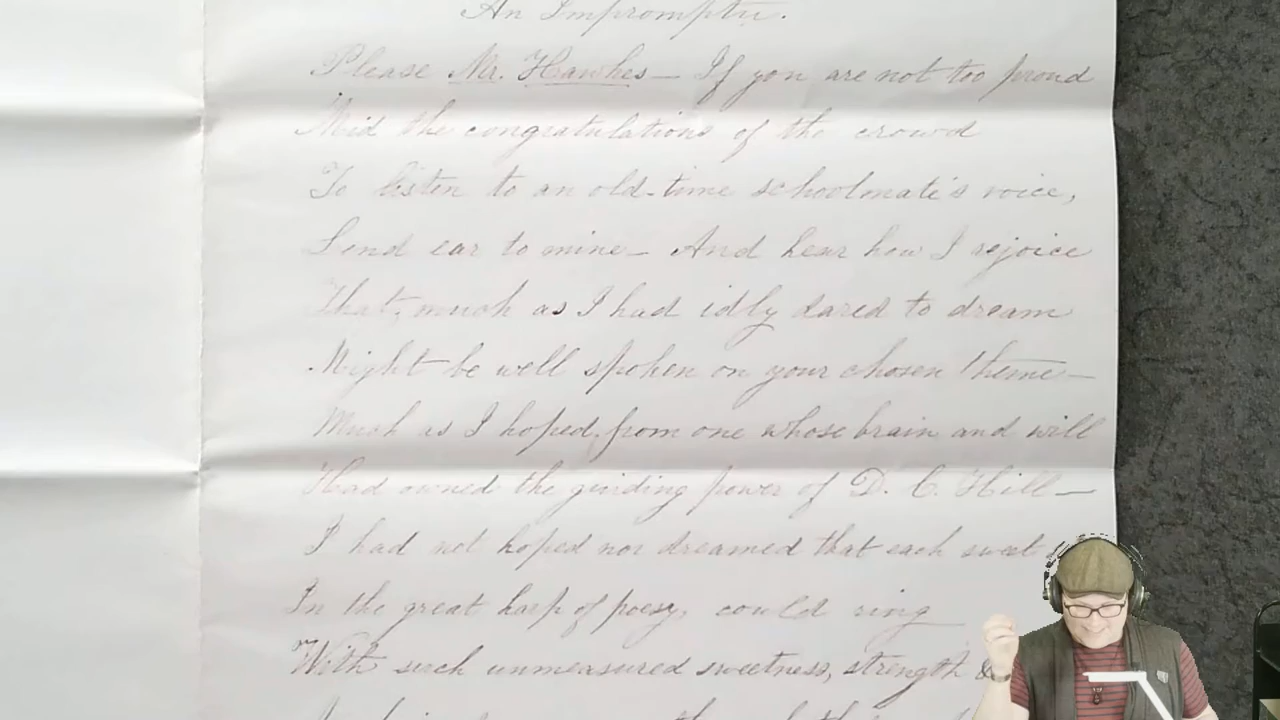 An Impromptu.
Please Mr. Hawkes — If you are not too proud
Mid the congratulations of the crowd
To listen to an old-time schoolmate's voice,
Lend ear to mine — And hear how I rejoice
That, much as I had idly dared to dream
Might be well spoken on your chosen theme —
Much as I hoped, from one whose brain and will
Had owned the guiding power of D. C. Hill —
I had not hoped nor dreamed that each sweet
In the great harp of poesy, could ring
With such unmeasured sweetness, strength &